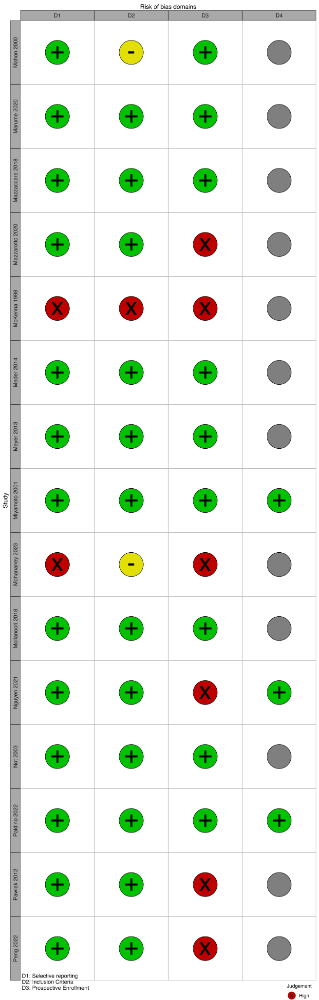 Risk of bias domains
D1 D2 D3 D4
Study
Mahon 2000
+ - +
Marume 2020
+ + +
Mazzaccara 2018
+ + +
Mazzarotto 2020
+ + X
McKenna 1998
X X X
Meder 2014
+ + +
Meyer 2013
+ + +
Miyamoto 2001
+ + + +
Mohananey 2023
X - X
Mollanoori 2018
+ + +
Nguyen 2021
+ + X +
Not 2003
+ + +
Paldino 2022
+ + + +
Pawlak 2012
+ + X
Peng 2022
+ + X
D1: Selective reporting
D2: Inclusion Criteria
D3: Prospective Enrollment
Judgement
X High